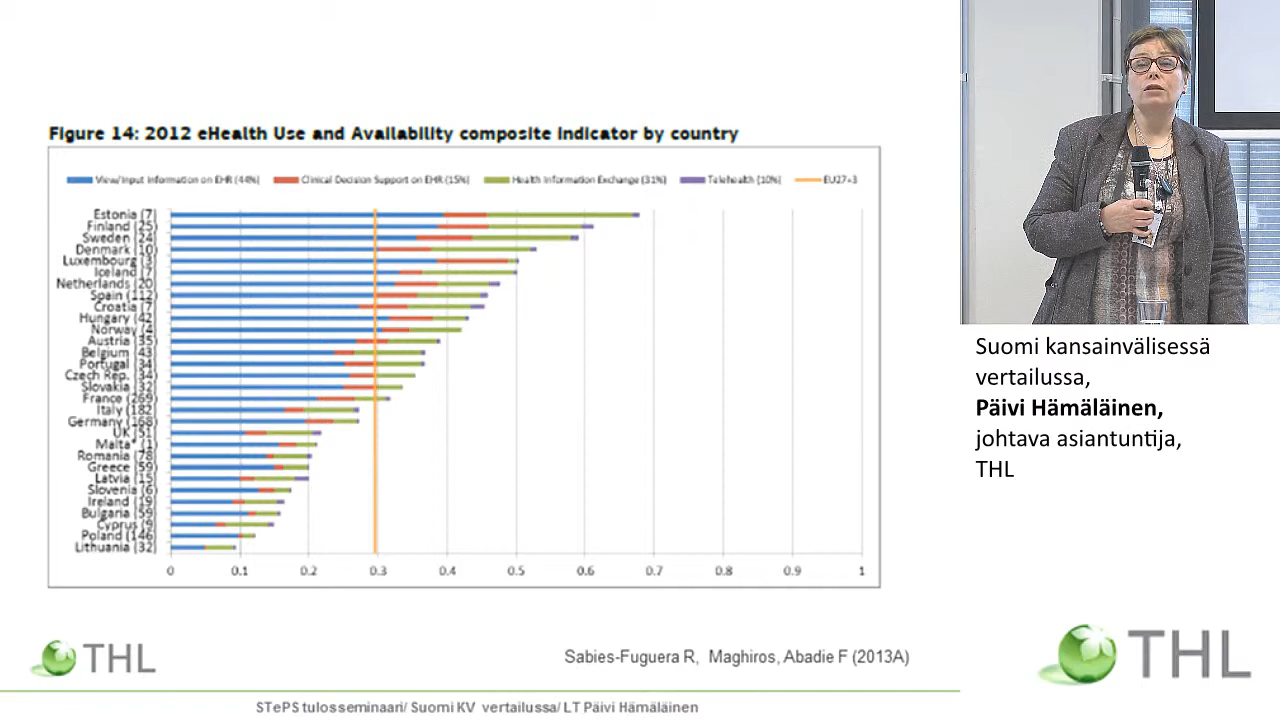 Figure 14: 2012 eHealth Use and Availability composite indicator by country
View/Input Information on EHR (44%) Clinical Decision Support on EHR (15%) Health Information Exchange (31%) Telehealth (10%) EU27+3
Estonia (7)
Finland (25)
Sweden (24)
Denmark (10)
Luxembourg (3)
Iceland (7)
Netherlands (20)
Spain (112)
Croatia (7)
Hungary (42)
Norway (4)
Austria (35)
Belgium (43)
Portugal (34)
Czech Rep. (34)
Slovakia (32)
France (269)
Italy (182)
Germany (168)
UK (51)
Malta* (1)
Romania (78)
Greece (59)
Latvia (15)
Slovenia (6)
Ireland (19)
Bulgaria (59)
Cyprus (9)
Poland (146)
Lithuania (32)
0 0.1 0.2 0.3 0.4 0.5 0.6 0.7 0.8 0.9 1
THL
Sabies-Fuguera R, Maghiros, Abadie F (2013A)
STePS tulosseminaari/ Suomi KV vertailussa/ LT Päivi Hämäläinen
Suomi kansainvälisessä
vertailussa,
Päivi Hämäläinen,
johtava asiantuntija,
THL
THL